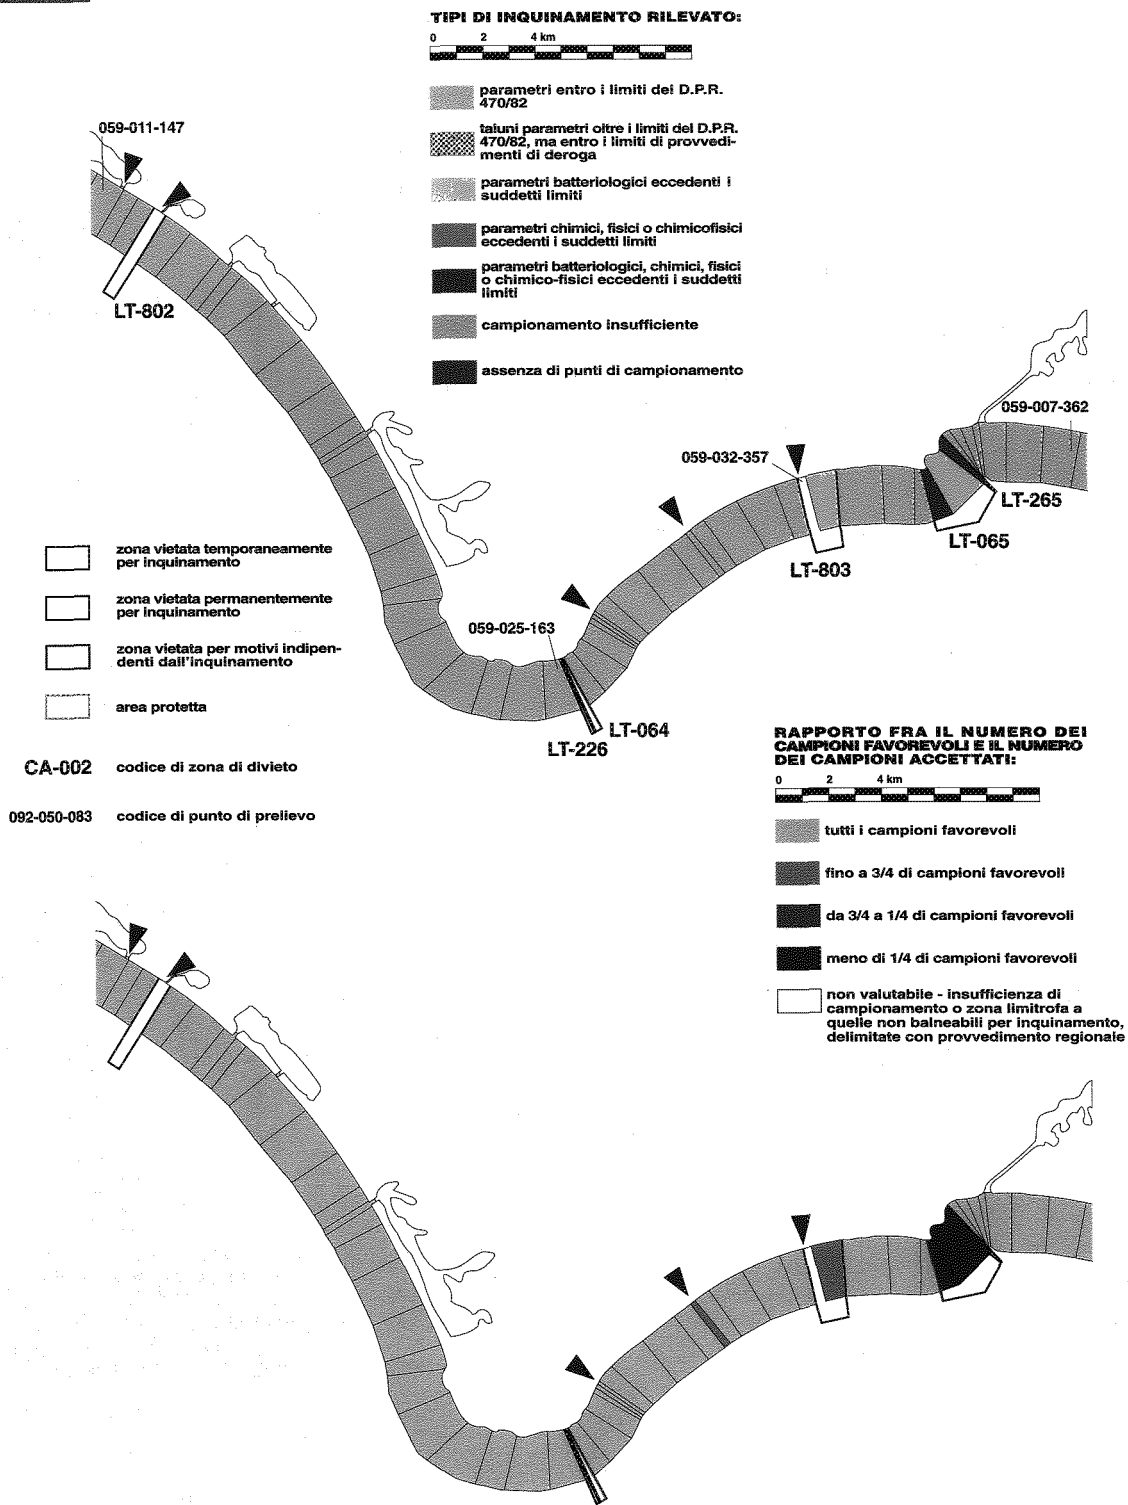 TIPI DI INQUINAMENTO RILEVATO:
0 2 4 km
parametri entro i limiti del D.P.R.
470/82
taluni parametri oltre i limiti del D.P.R.
470/82, ma entro i limiti di provvedi-
menti di deroga
parametri batteriologici eccedenti i
suddetti limiti
parametri chimici, fisici o chimicofisici
eccedenti i suddetti limiti
parametri batteriologici, chimici, fisici
o chimico-fisici eccedenti i suddetti
limiti
campionamento insufficiente
assenza di punti di campionamento
059-011-147
LT-802
059-007-362
059-032-357
LT-265
LT-065
LT-803
059-025-163
LT-064
LT-226
zona vietata temporaneamente
per inquinamento
zona vietata permanentemente
per inquinamento
zona vietata per motivi indipen-
denti dall'inquinamento
area protetta
CA-002 codice di zona di divieto
092-050-083 codice di punto di prelievo
RAPPORTO FRA IL NUMERO DEI
CAMPIONI FAVOREVOLI E IL NUMERO
DEI CAMPIONI ACCETTATI:
0 2 4 km
tutti i campioni favorevoli
fino a 3/4 di campioni favorevoli
da 3/4 a 1/4 di campioni favorevoli
meno di 1/4 di campioni favorevoli
non valutabile - insufficienza di
campionamento o zona limitrofa a
quelle non balneabili per inquinamento,
delimitate con provvedimento regionale